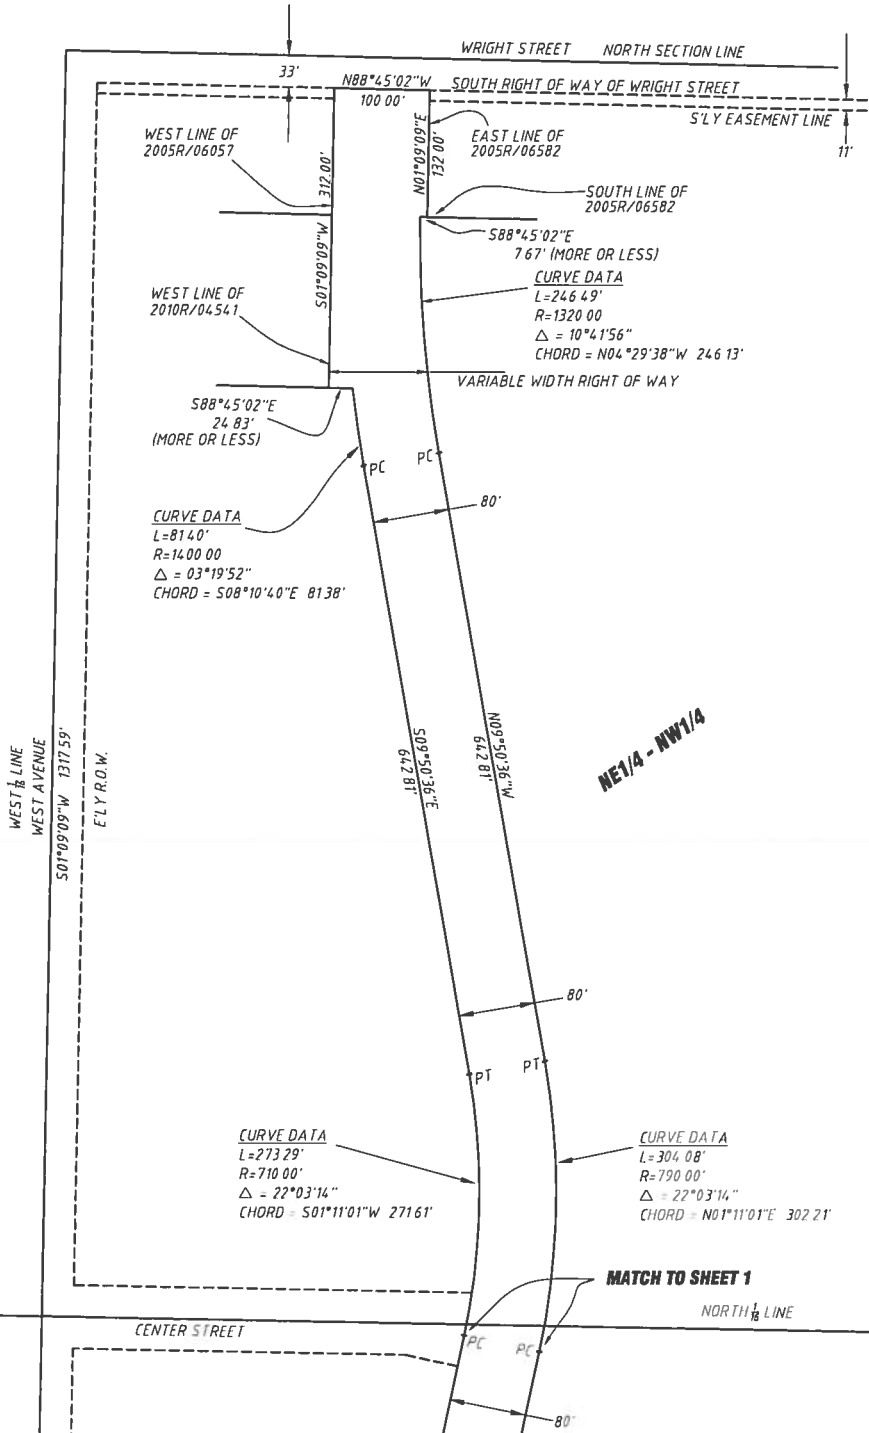 WRIGHT STREET NORTH SECTION LINE
33'
N88°45'02"W
SOUTH RIGHT OF WAY OF WRIGHT STREET
100 00'
S'LY EASEMENT LINE
11'
WEST LINE OF
2005R/06057
312.00'
N01°09'09"E
132 00'
EAST LINE OF
2005R/06582
SOUTH LINE OF
2005R/06582
S88°45'02"E
7 67' (MORE OR LESS)
S01°09'09"W
CURVE DATA
L=246 49'
R=1320 00
△ = 10°41'56"
CHORD = N04°29'38"W 246 13'
WEST LINE OF
2010R/04541
VARIABLE WIDTH RIGHT OF WAY
S88°45'02"E
24 83'
(MORE OR LESS)
PC
PC
80'
CURVE DATA
L=81 40'
R=1400 00
△ = 03°19'52"
CHORD = S08°10'40"E 81 38'
WEST 1/16 LINE
WEST AVENUE
S01°09'09"W 1317 59'
E'LY R.O.W.
S09°50'36"E
642 81'
N09°50'36"W
642 81'
NE1/4 - NW1/4
80'
PT
PT
CURVE DATA
L=273 29'
R=710 00'
△ = 22°03'14"
CHORD = S01°11'01"W 271 61'
CURVE DATA
L=304 08'
R=790 00'
△ = 22°03'14"
CHORD = N01°11'01"E 302 21'
MATCH TO SHEET 1
NORTH 1/16 LINE
CENTER STREET
PC
PC
80'